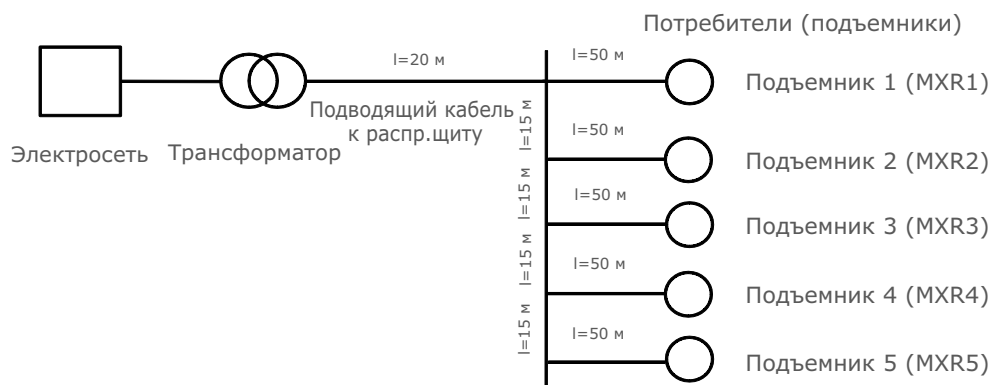 Потребители (подъемники)
l=20 м
l=50 м
Подъемник 1 (MXR1)
Подводящий кабель
к распр.щиту
l=15 м
Электросеть
Трансформатор
l=50 м
Подъемник 2 (MXR2)
l=15 м
l=50 м
Подъемник 3 (MXR3)
l=15 м
l=50 м
Подъемник 4 (MXR4)
l=15 м
l=50 м
Подъемник 5 (MXR5)